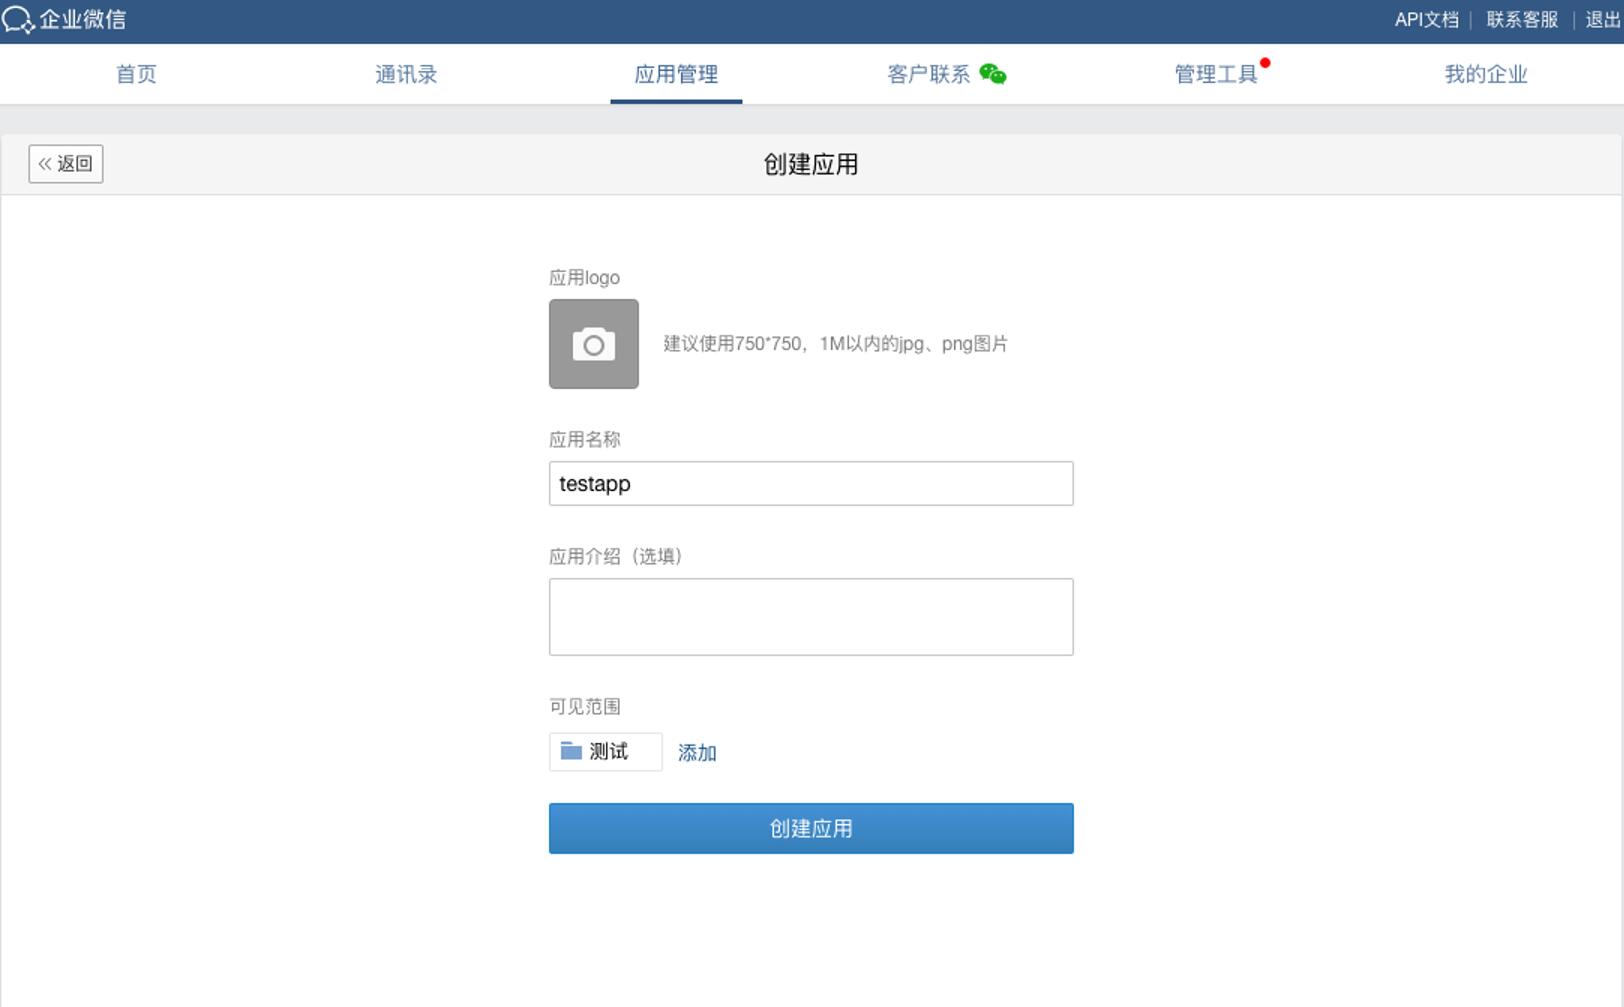 企业微信
API文档 | 联系客服 | 退出
首页 通讯录 应用管理 客户联系 管理工具 我的企业
« 返回
创建应用
应用logo
建议使用750*750，1M以内的jpg、png图片
应用名称
testapp
应用介绍（选填）
可见范围
测试 添加
创建应用